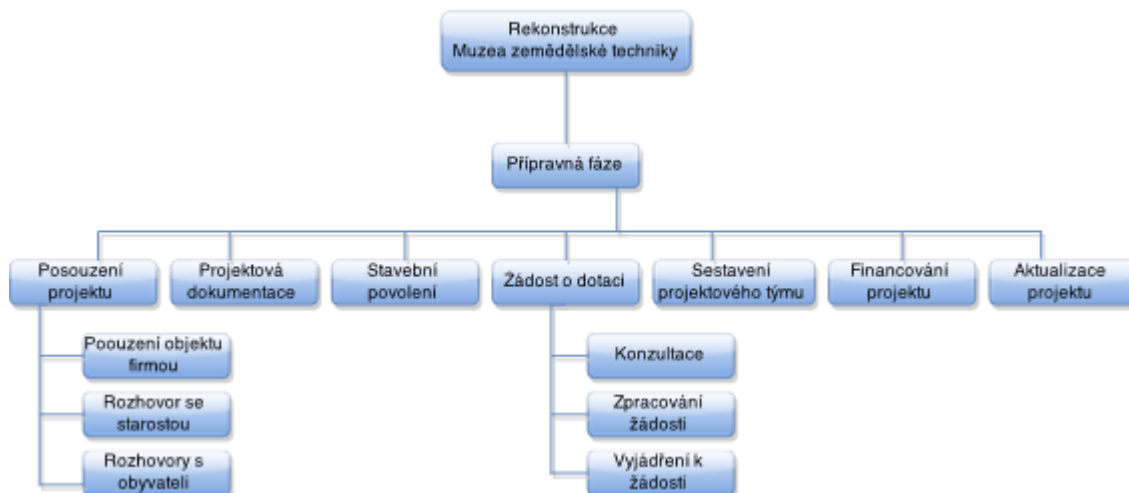 Rekonstrukce
Muzea zemědělské techniky
Přípravná fáze
Posouzení
projektu
Projektová
dokumentace
Stavební
povolení
Žádost o dotaci
Sestavení
projektového týmu
Financování
projektu
Aktualizace
projektu
Poouzení objektu
firmou
Rozhovor se
starostou
Rozhovory s
obyvateli
Konzultace
Zpracování
žádosti
Vyjádření k
žádosti